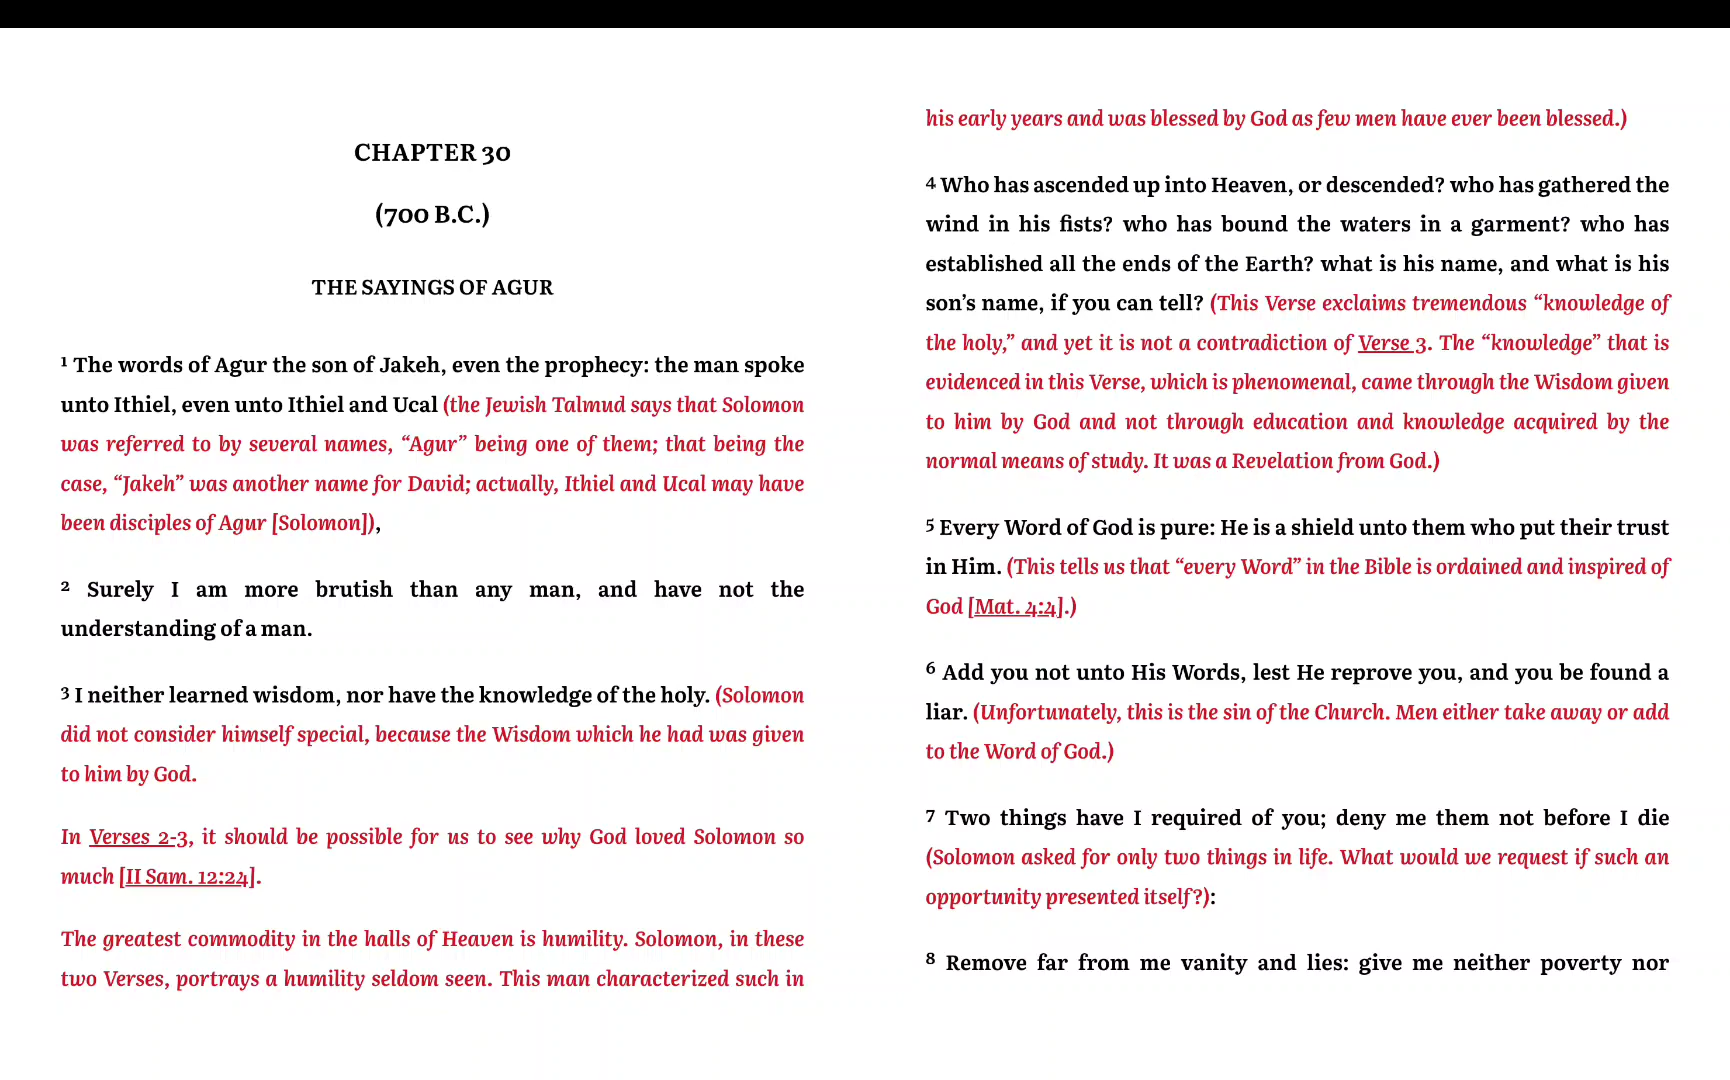 CHAPTER 30
(700 B.C.)
THE SAYINGS OF AGUR
1 The words of Agur the son of Jakeh, even the prophecy: the man spoke
unto Ithiel, even unto Ithiel and Ucal (the Jewish Talmud says that Solomon
was referred to by several names, “Agur” being one of them; that being the
case, “Jakeh” was another name for David; actually, Ithiel and Ucal may have
been disciples of Agur [Solomon]),
2 Surely I am more brutish than any man, and have not the
understanding of a man.
3 I neither learned wisdom, nor have the knowledge of the holy. (Solomon
did not consider himself special, because the Wisdom which he had was given
to him by God.
In Verses 2-3, it should be possible for us to see why God loved Solomon so
much [II Sam. 12:24].
The greatest commodity in the halls of Heaven is humility. Solomon, in these
two Verses, portrays a humility seldom seen. This man characterized such in
his early years and was blessed by God as few men have ever been blessed.)
4 Who has ascended up into Heaven, or descended? who has gathered the
wind in his fists? who has bound the waters in a garment? who has
established all the ends of the Earth? what is his name, and what is his
son’s name, if you can tell? (This Verse exclaims tremendous “knowledge of
the holy,” and yet it is not a contradiction of Verse 3. The “knowledge” that is
evidenced in this Verse, which is phenomenal, came through the Wisdom given
to him by God and not through education and knowledge acquired by the
normal means of study. It was a Revelation from God.)
5 Every Word of God is pure: He is a shield unto them who put their trust
in Him. (This tells us that “every Word” in the Bible is ordained and inspired of
God [Mat. 4:4].)
6 Add you not unto His Words, lest He reprove you, and you be found a
liar. (Unfortunately, this is the sin of the Church. Men either take away or add
to the Word of God.)
7 Two things have I required of you; deny me them not before I die
(Solomon asked for only two things in life. What would we request if such an
opportunity presented itself?):
8 Remove far from me vanity and lies: give me neither poverty nor